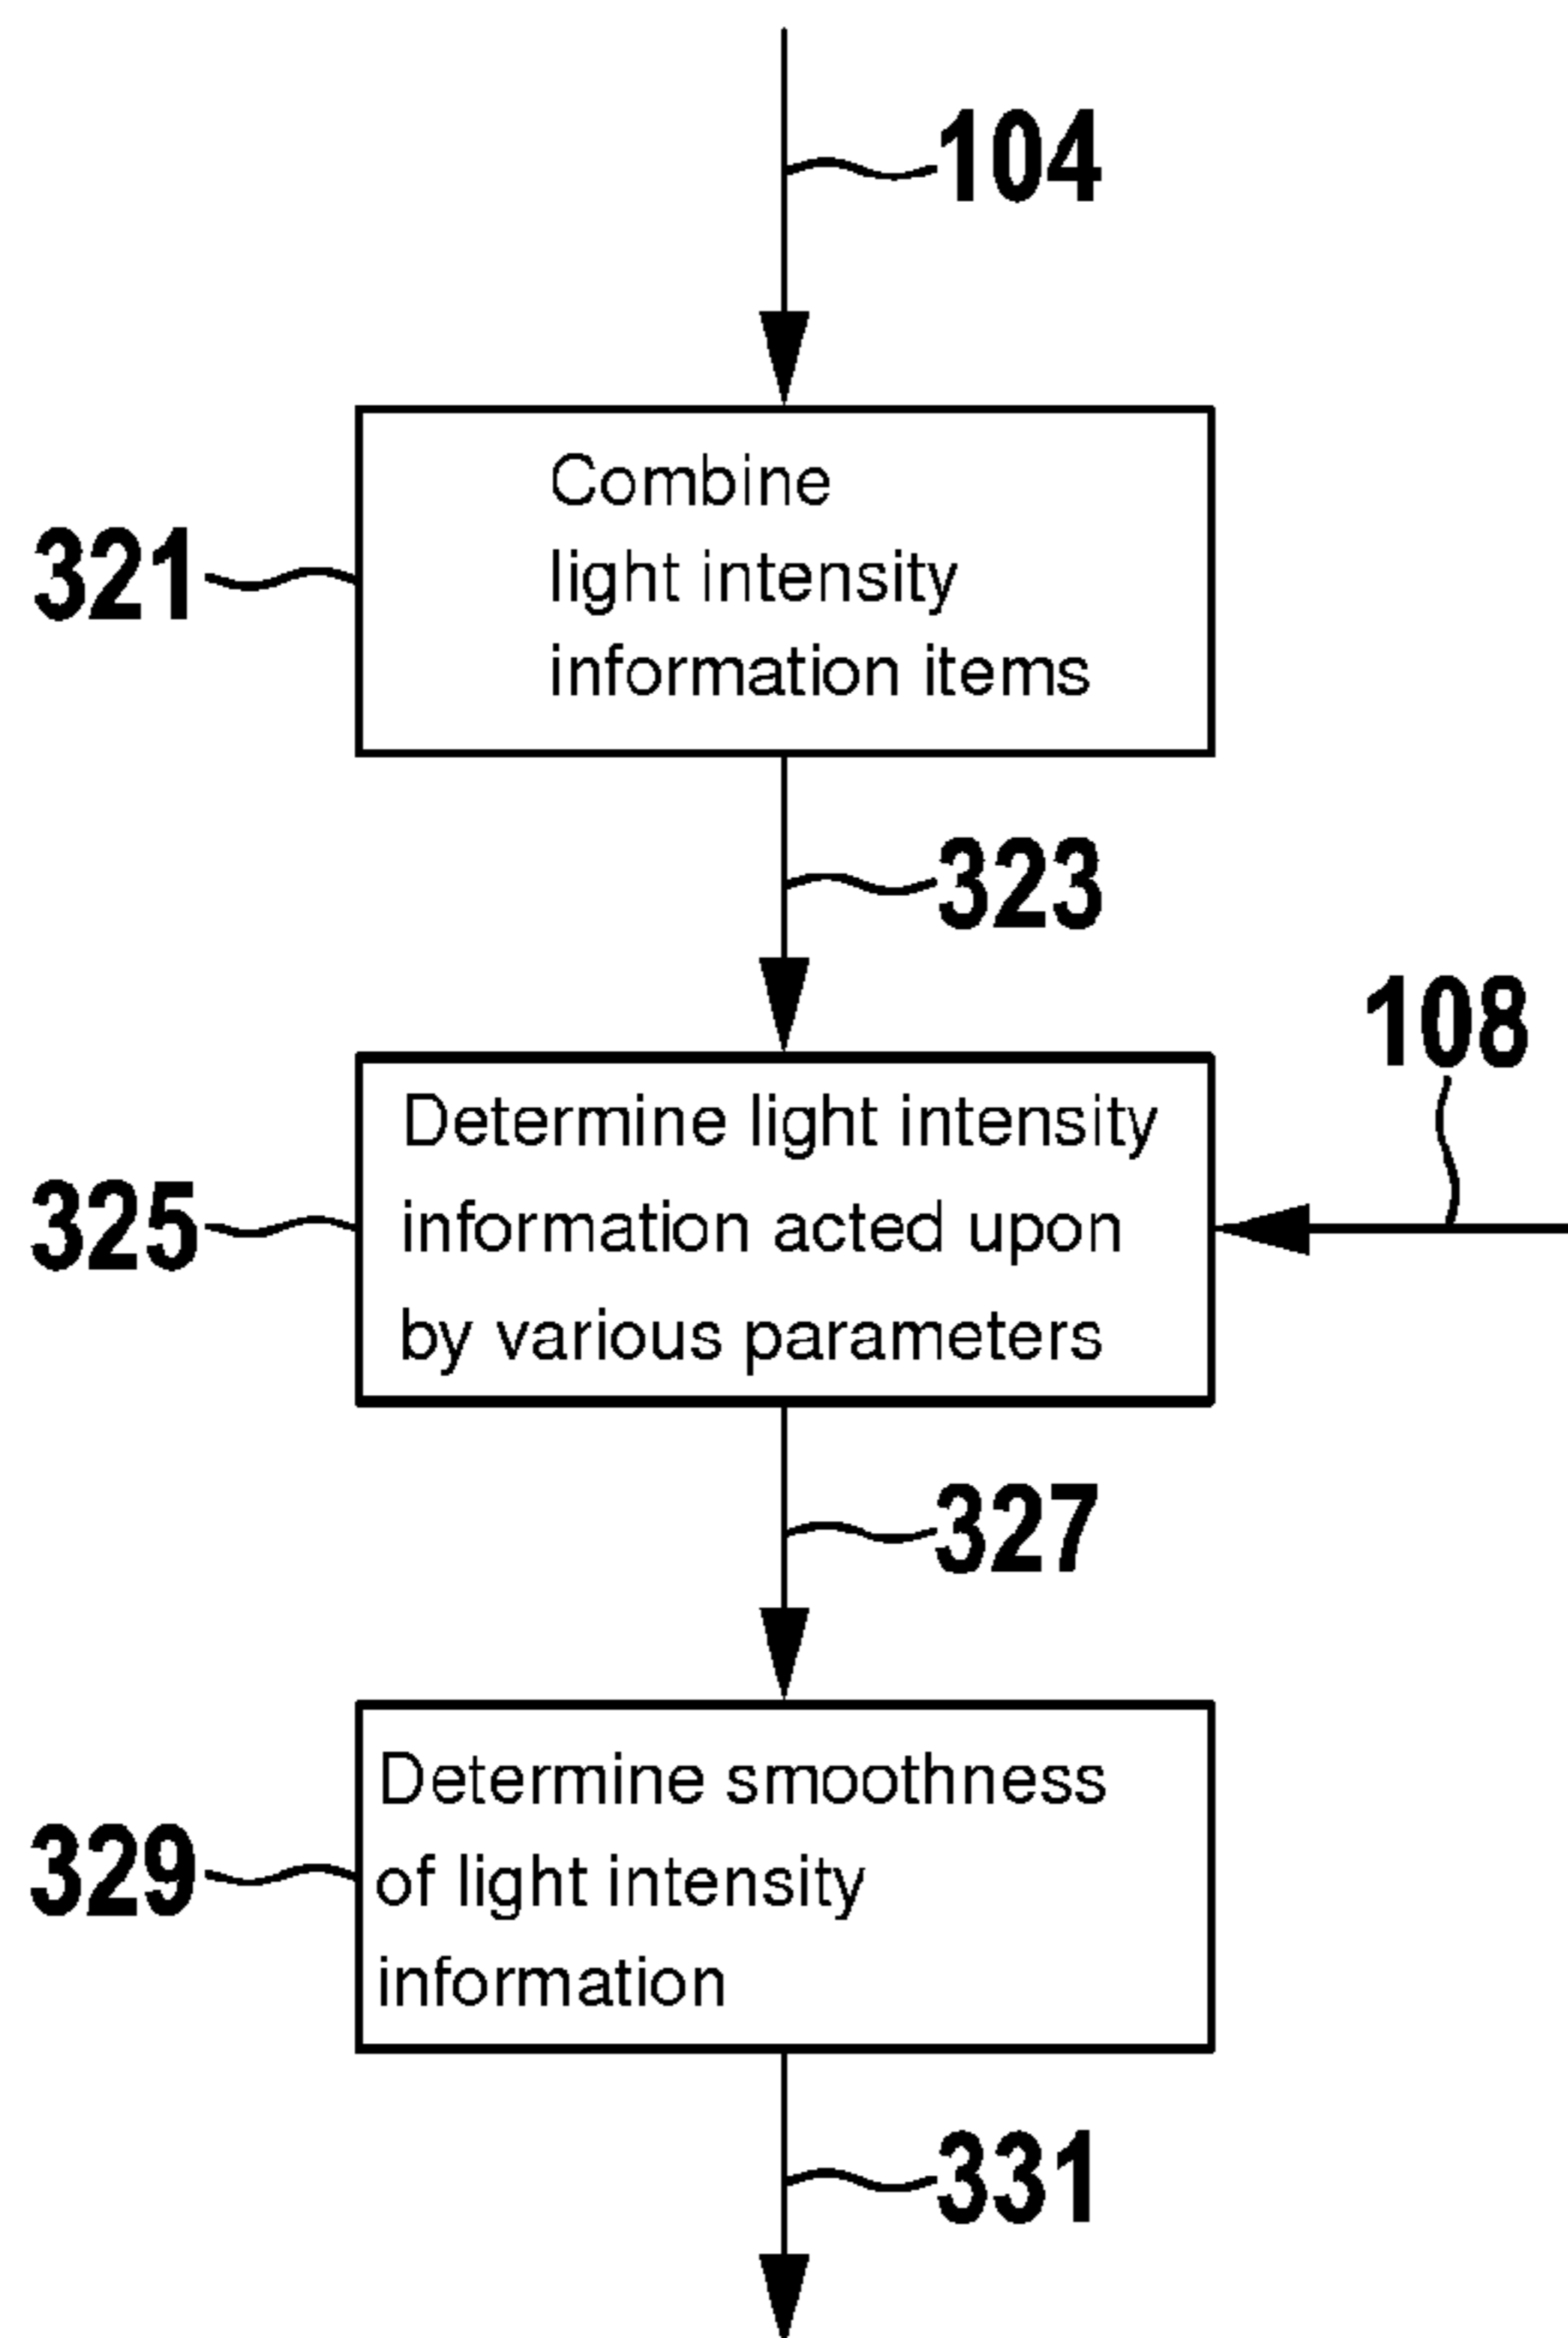 104
Combine
light intensity
information items
321
323
108
Determine light intensity
information acted upon
by various parameters
325
327
Determine smoothness
of light intensity
information
329
331